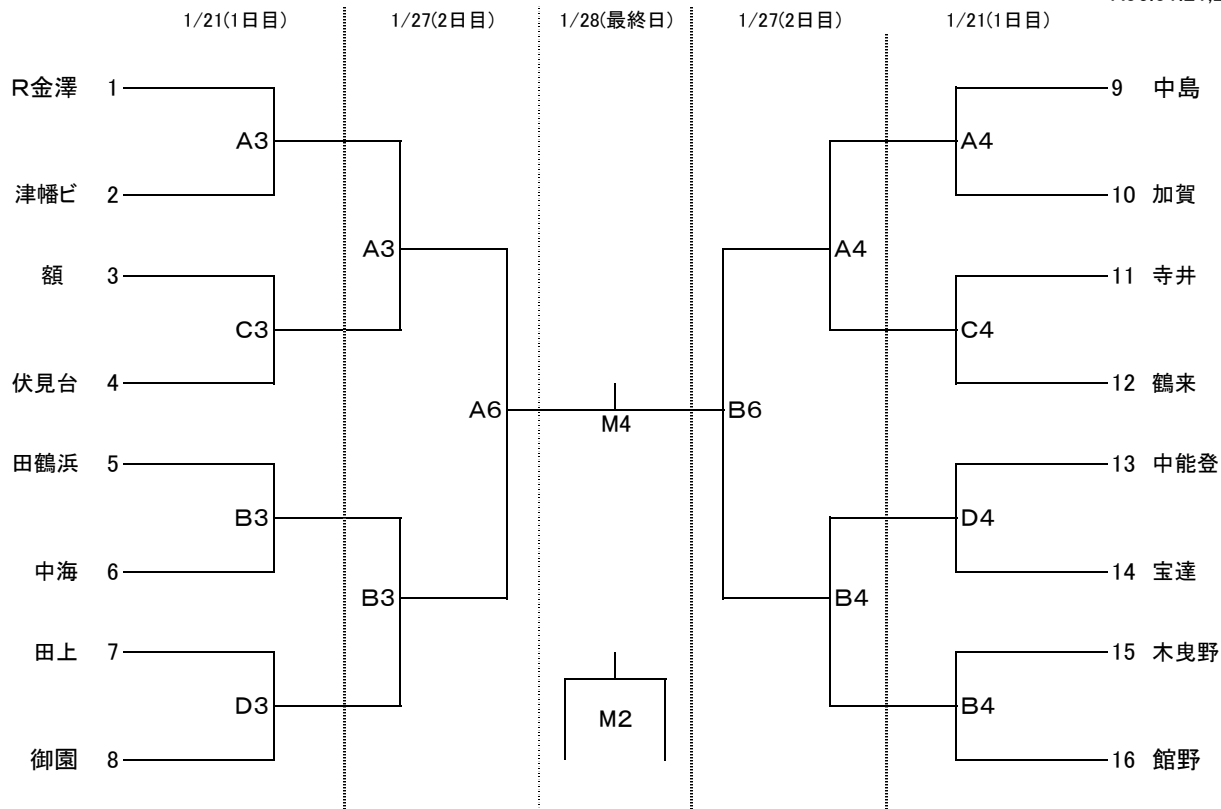 1/21(1日目) 1/27(2日目) 1/28(最終日) 1/27(2日目) 1/21(1日目)
R金澤 1 9 中島
A3 A4
津幡ビ 2 10 加賀
A3 A4
額 3 11 寺井
C3 C4
伏見台 4 12 鶴来
A6 M4 B6
田鶴浜 5 13 中能登
B3 D4
中海 6 14 宝達
B3 B4
田上 7 15 木曳野
D3 M2 B4
御園 8 16 館野